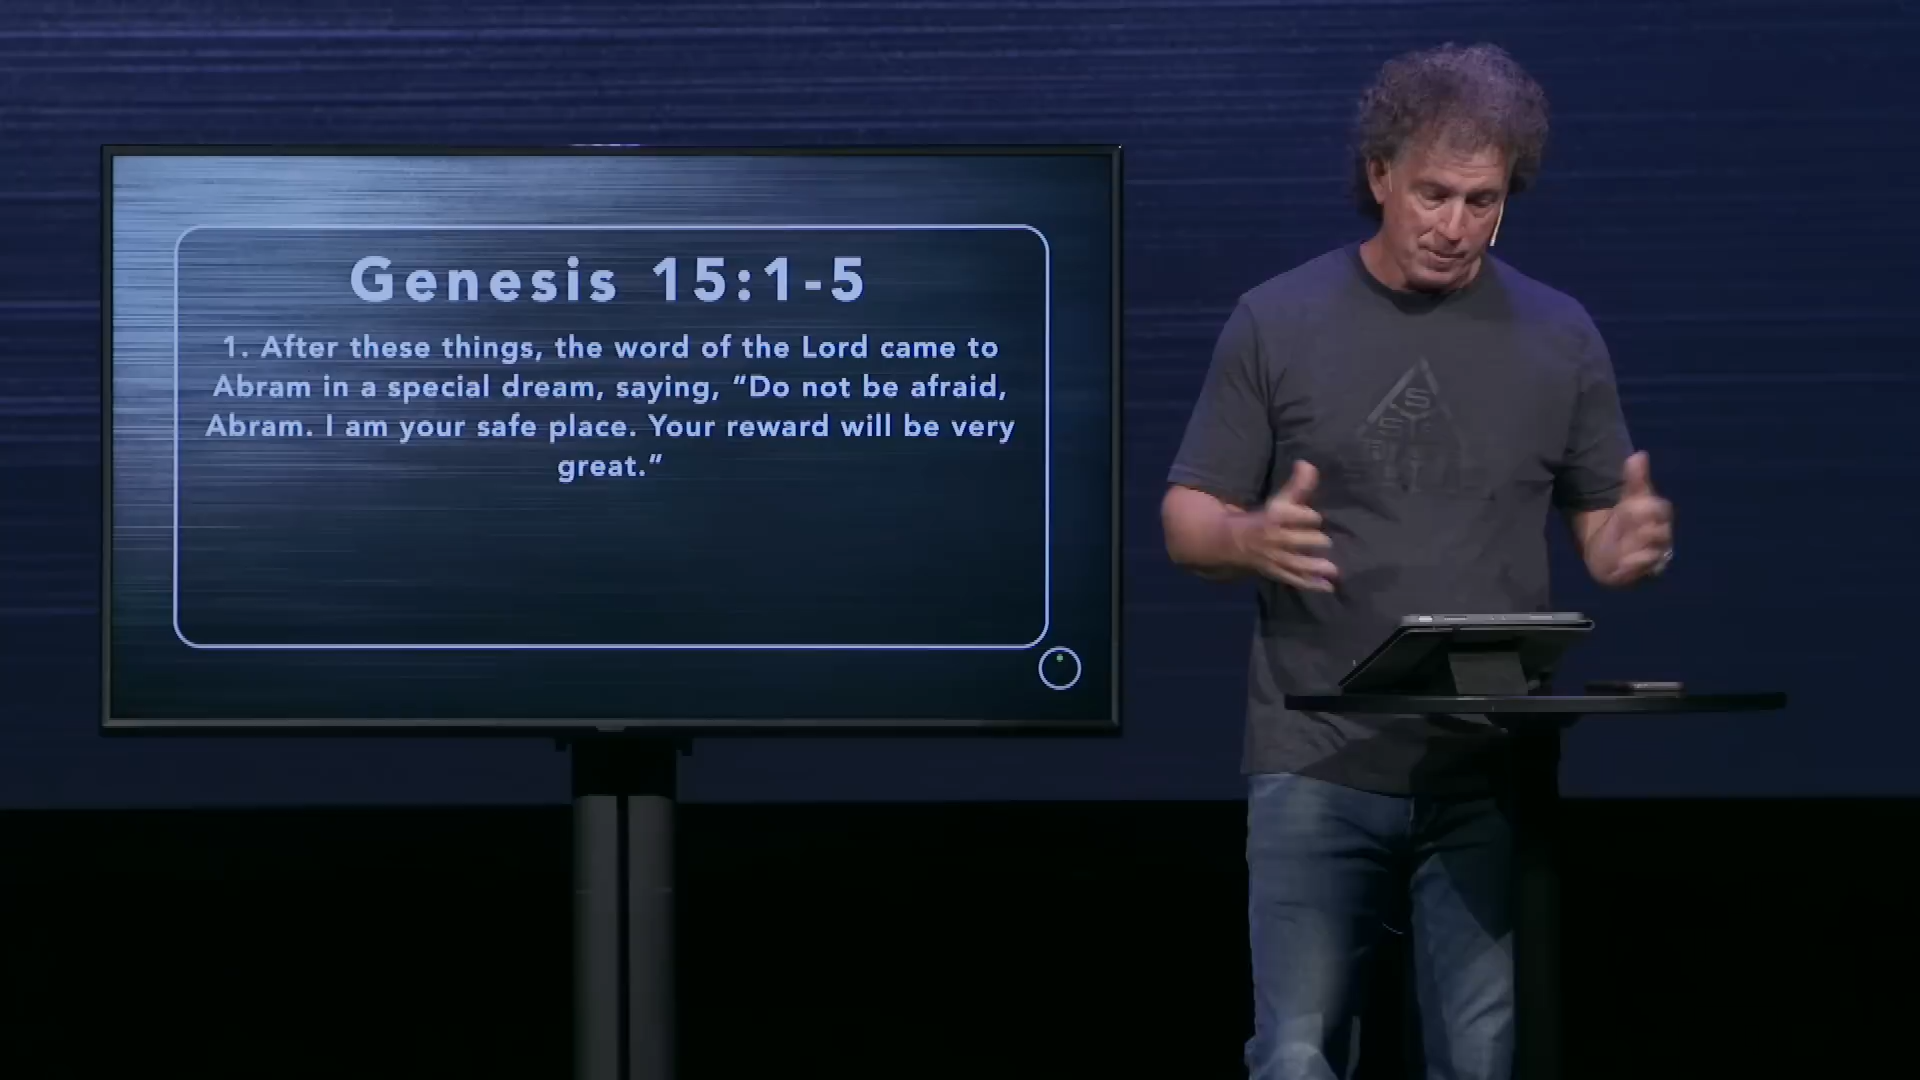 Genesis 15:1-5
1. After these things, the word of the Lord came to
Abram in a special dream, saying, “Do not be afraid,
Abram. I am your safe place. Your reward will be very
great.”